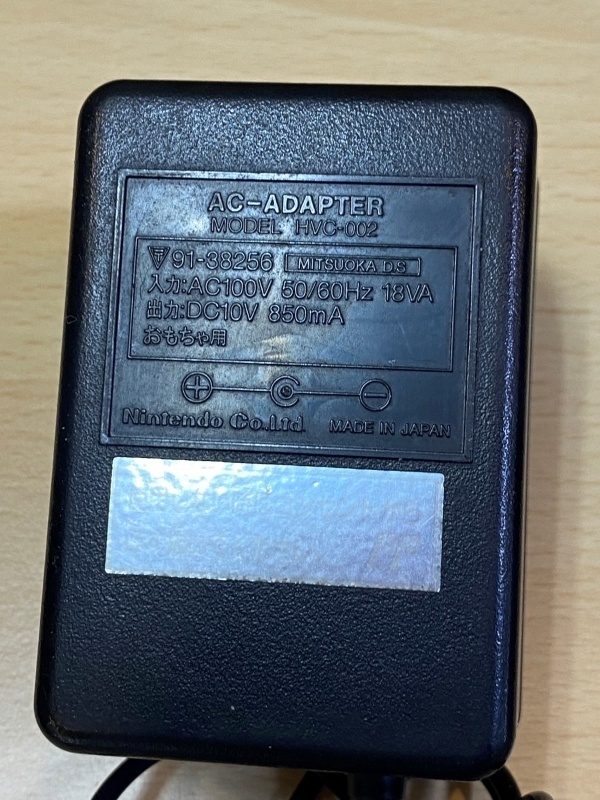 AC-ADAPTER
MODEL HVC-002
91-38256 MITSUOKA D.S
入力:AC100V 50/60Hz 18VA
出力:DC10V 850mA
おもちゃ用
Nintendo Co.Ltd. MADE IN JAPAN